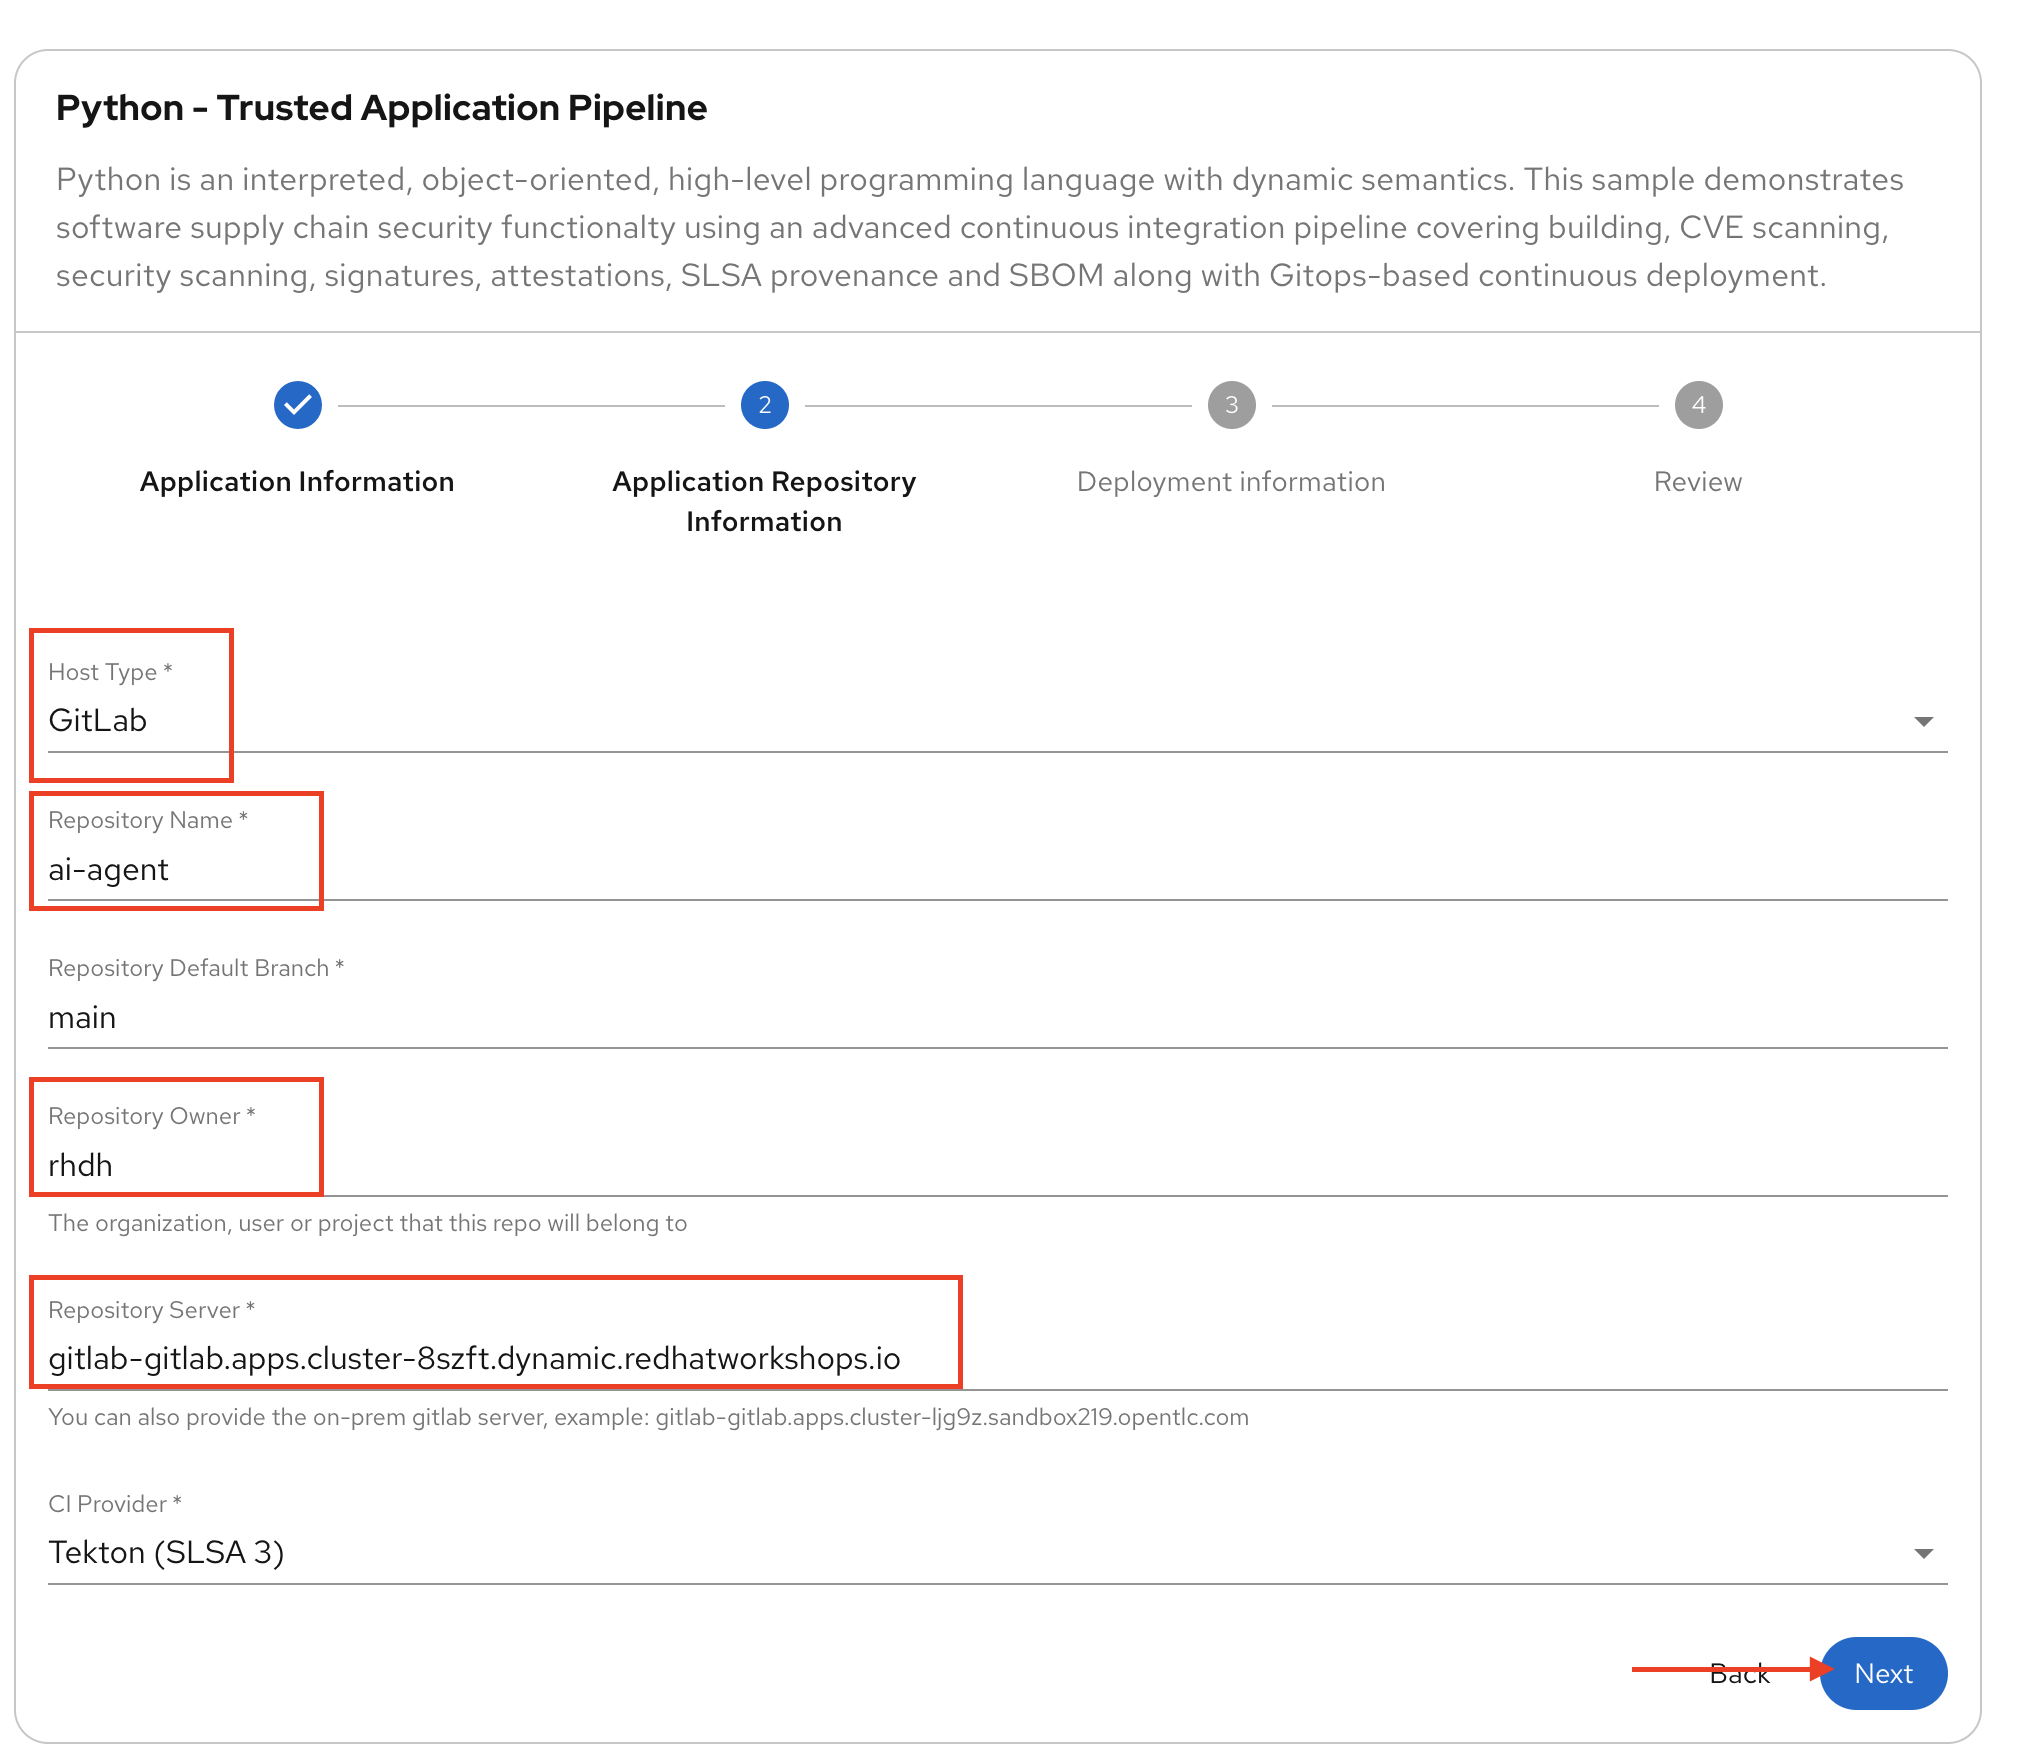 Python - Trusted Application Pipeline
Python is an interpreted, object-oriented, high-level programming language with dynamic semantics. This sample demonstrates
software supply chain security functionalty using an advanced continuous integration pipeline covering building, CVE scanning,
security scanning, signatures, attestations, SLSA provenance and SBOM along with Gitops-based continuous deployment.
2
3
4
Application Information
Application Repository
Information
Deployment information
Review
Host Type *
GitLab
Repository Name *
ai-agent
Repository Default Branch *
main
Repository Owner *
rhdh
The organization, user or project that this repo will belong to
Repository Server *
gitlab-gitlab.apps.cluster-8szft.dynamic.redhatworkshops.io
You can also provide the on-prem gitlab server, example: gitlab-gitlab.apps.cluster-ljg9z.sandbox219.opentlc.com
CI Provider *
Tekton (SLSA 3)
Back
Next